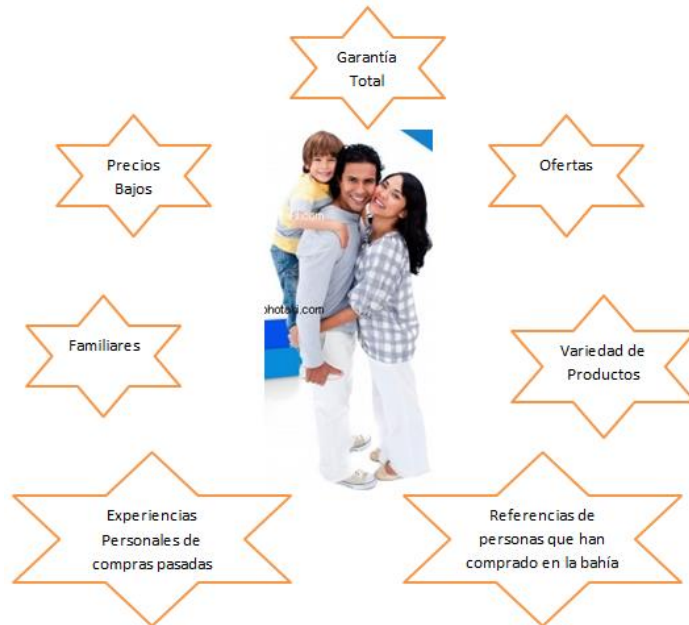 Garantía
Total
Precios
Bajos
Ofertas
Familiares
Variedad de
Productos
Experiencias
Personales de
compras pasadas
Referencias de
personas que han
comprado en la bahía